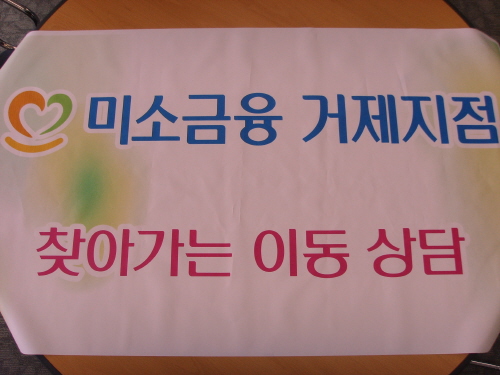 미소금융 거제지점
찾아가는 이동 상담